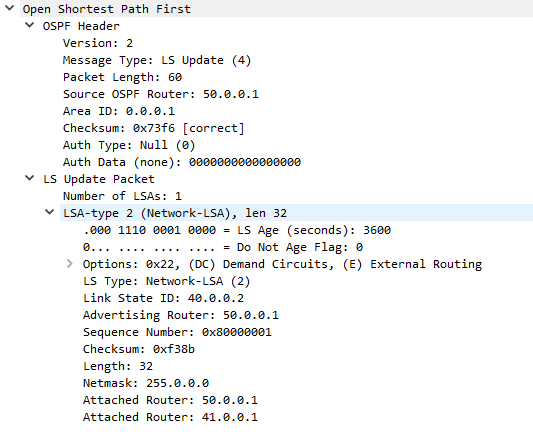 Open Shortest Path First
OSPF Header
Version: 2
Message Type: LS Update (4)
Packet Length: 60
Source OSPF Router: 50.0.0.1
Area ID: 0.0.0.1
Checksum: 0x73f6 [correct]
Auth Type: Null (0)
Auth Data (none): 0000000000000000
LS Update Packet
Number of LSAs: 1
LSA-type 2 (Network-LSA), len 32
.000 1110 0001 0000 = LS Age (seconds): 3600
0... .... .... .... = Do Not Age Flag: 0
Options: 0x22, (DC) Demand Circuits, (E) External Routing
LS Type: Network-LSA (2)
Link State ID: 40.0.0.2
Advertising Router: 50.0.0.1
Sequence Number: 0x80000001
Checksum: 0xf38b
Length: 32
Netmask: 255.0.0.0
Attached Router: 50.0.0.1
Attached Router: 41.0.0.1